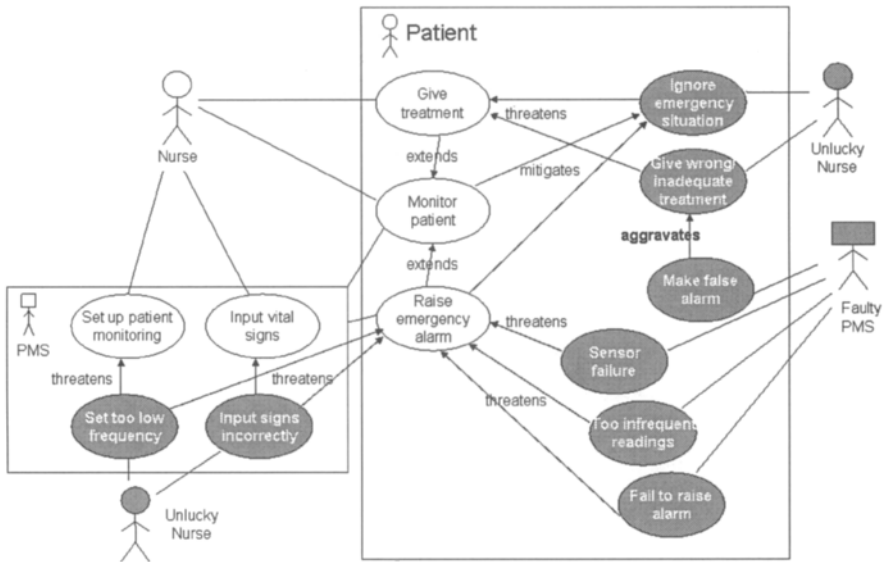 Patient
Give
treatment
threatens
Ignore
emergency
situation
Unlucky
Nurse
Nurse
extends
mitigates
Give wrong/
inadequate
treatment
Monitor
patient
aggravates
extends
Make false
alarm
Faulty
PMS
PMS
Set up patient
monitoring
Input vital
signs
Raise
emergency
alarm
threatens
Sensor
failure
threatens
threatens
threatens
Set too low
frequency
Input signs
incorrectly
Too infrequent
readings
Fail to raise
alarm
Unlucky
Nurse